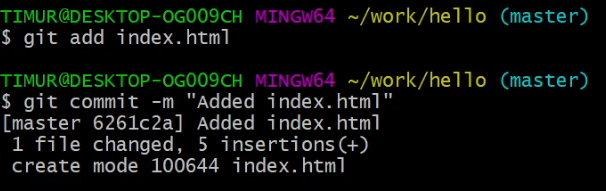 TIMUR@DESKTOP-OG009CH MINGW64 ~/work/hello (master)
$ git add index.html
TIMUR@DESKTOP-OG009CH MINGW64 ~/work/hello (master)
$ git commit -m "Added index.html"
[master 6261c2a] Added index.html
1 file changed, 5 insertions(+)
create mode 100644 index.html